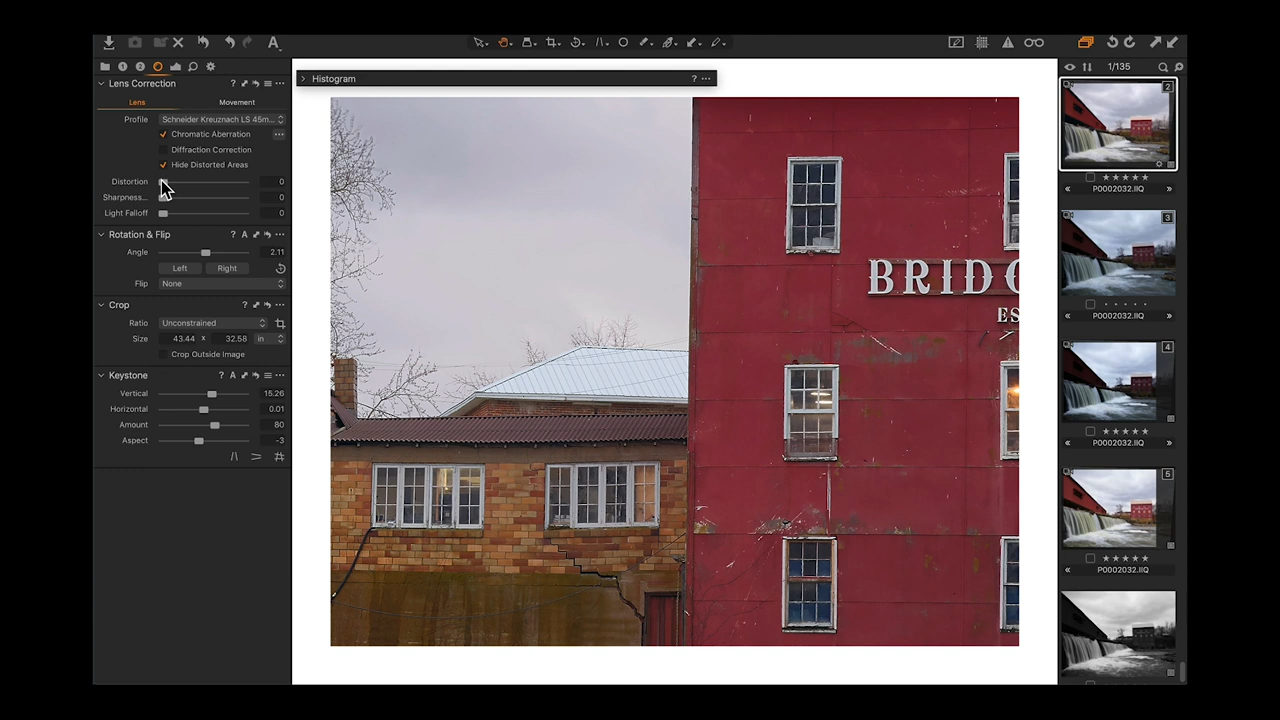 Lens Correction ?
Lens Movement
Profile Schneider Kreuznach LS 45m...
Chromatic Aberration
Diffraction Correction
Hide Distorted Areas
Distortion 0
Sharpness... 0
Light Falloff 0
Rotation & Flip ? A
Angle 2.11
Left Right
Flip None
Crop ?
Ratio Unconstrained
Size 43.44 x 32.58 in
Crop Outside Image
Keystone ? A
Vertical 15.26
Horizontal 0.01
Amount 80
Aspect -3
Histogram ?
BRIDG
ES
1/135
2
P0002032.IIQ
3
P0002032.IIQ
4
P0002032.IIQ
5
P0002032.IIQ